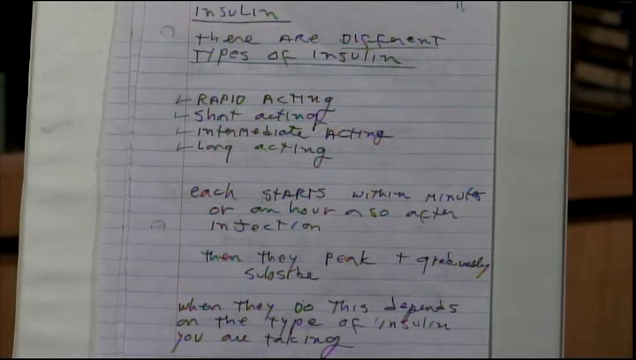 INSULIN
there ARE DIFFerent
TYPes OF INSULIN
RAPID ACTING
Short acting
INterMediate ACTING
Long acting
each STARTS within Minutes
or an hour a so after
INJection
then they Peak + gradually
subside
when they DO This depends
on the type OF insulin
you are taking